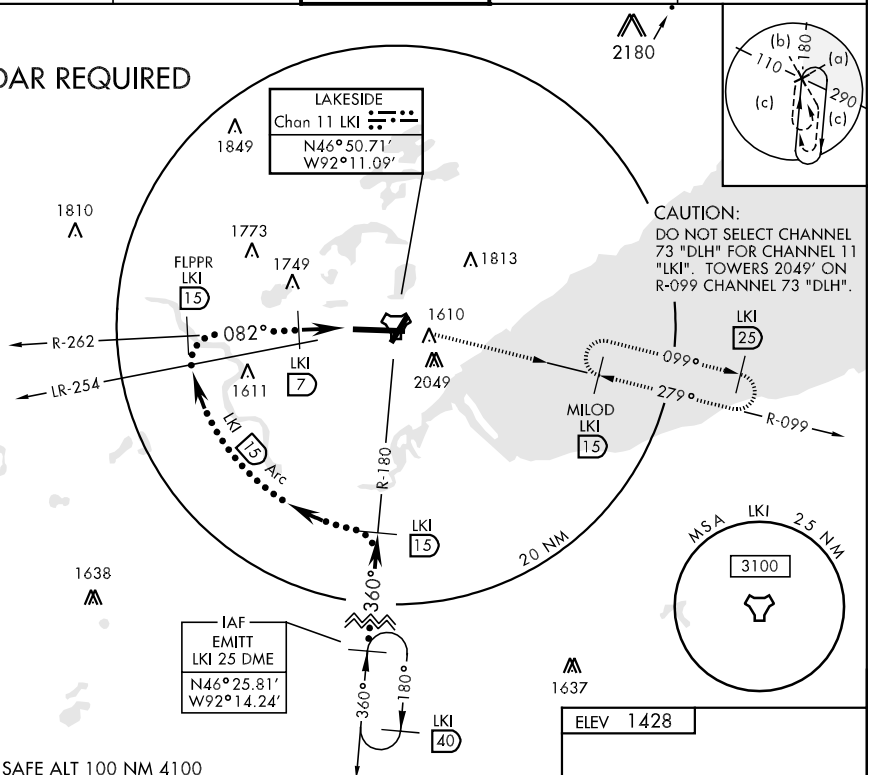 DAR REQUIRED
LAKESIDE
Chan 11 LKI
N46°50.71'
W92°11.09'
2180
(b)
180
(a)
110
290
(c)
(c)
1849
1810
1773
1749
1813
CAUTION:
DO NOT SELECT CHANNEL
73 "DLH" FOR CHANNEL 11
"LKI". TOWERS 2049' ON
R-099 CHANNEL 73 "DLH".
FLPPR
LKI
15
R-262
082°
LKI
7
1610
2049
LKI
25
099°
279°
R-099
MILOD
LKI
15
LR-254
1611
LKI 15 Arc
R-180
LKI
15
20 NM
MSA LKI 25 NM
3100
1638
360°
IAF
EMITT
LKI 25 DME
N46°25.81'
W92°14.24'
360°
180°
LKI
40
1637
ELEV 1428
SAFE ALT 100 NM 4100